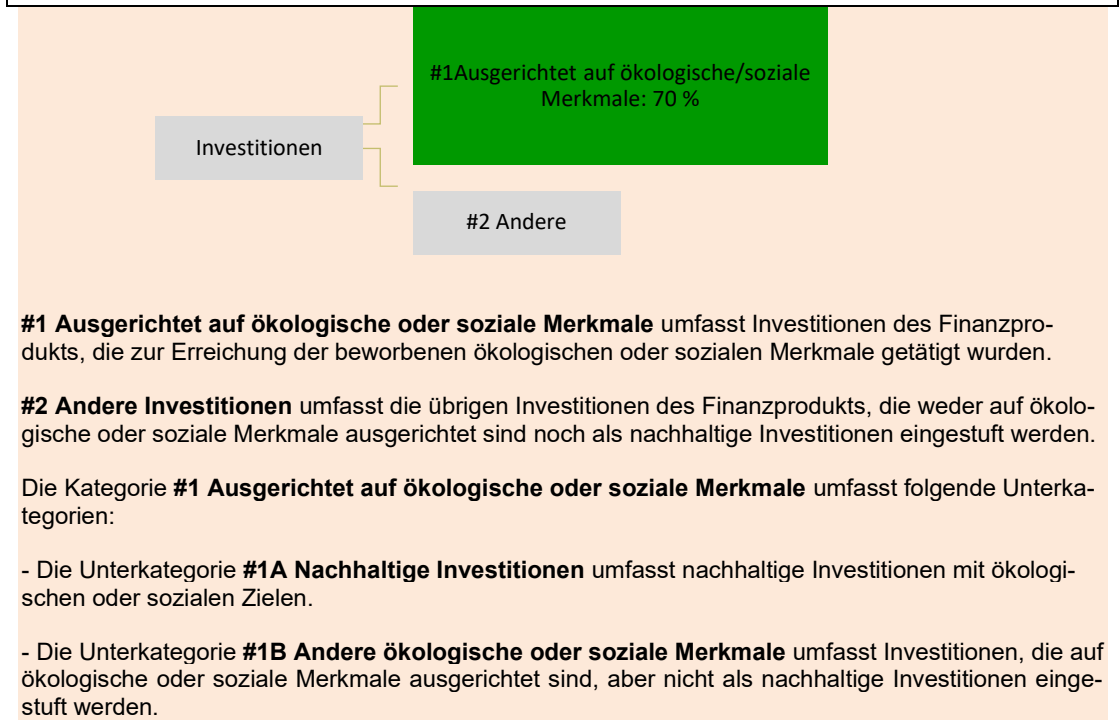 #1Ausgerichtet auf ökologische/soziale
Merkmale: 70 %
Investitionen
#2 Andere
#1 Ausgerichtet auf ökologische oder soziale Merkmale umfasst Investitionen des Finanzpro-
dukts, die zur Erreichung der beworbenen ökologischen oder sozialen Merkmale getätigt wurden.
#2 Andere Investitionen umfasst die übrigen Investitionen des Finanzprodukts, die weder auf ökolo-
gische oder soziale Merkmale ausgerichtet sind noch als nachhaltige Investitionen eingestuft werden.
Die Kategorie #1 Ausgerichtet auf ökologische oder soziale Merkmale umfasst folgende Unterka-
tegorien:
- Die Unterkategorie #1A Nachhaltige Investitionen umfasst nachhaltige Investitionen mit ökologi-
schen oder sozialen Zielen.
- Die Unterkategorie #1B Andere ökologische oder soziale Merkmale umfasst Investitionen, die auf
ökologische oder soziale Merkmale ausgerichtet sind, aber nicht als nachhaltige Investitionen einge-
stuft werden.